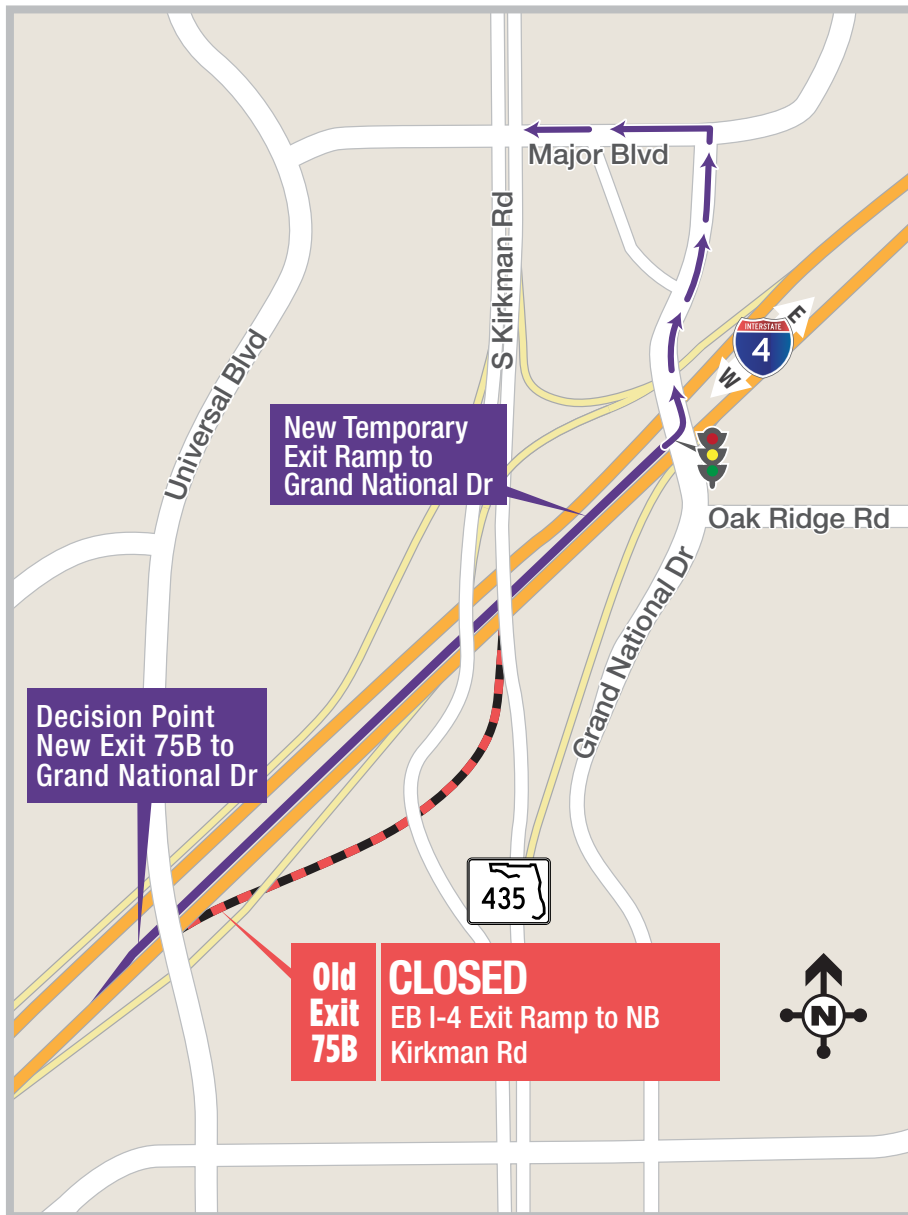 Major Blvd
S Kirkman Rd
Universal Blvd
INTERSTATE
4
E
W
New Temporary
Exit Ramp to
Grand National Dr
Oak Ridge Rd
Grand National Dr
Decision Point
New Exit 75B to
Grand National Dr
435
Old
Exit
75B
CLOSED
EB I-4 Exit Ramp to NB
Kirkman Rd
N